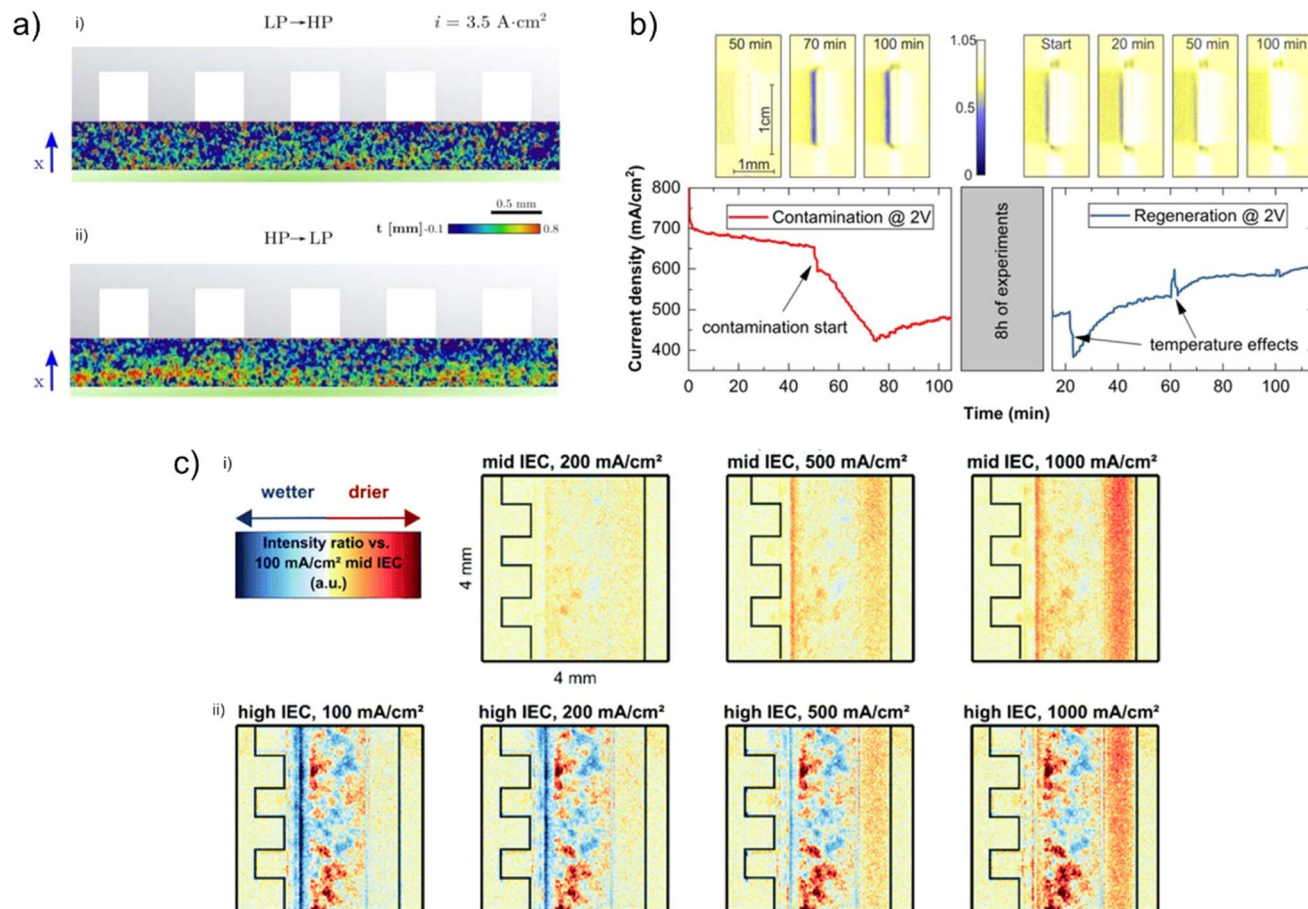 a)
i)
LP→HP
i = 3.5 A·cm²
x
0.5 mm
t [mm] -0.1 0.8
ii)
HP→LP
x
b)
50 min
70 min
100 min
1cm
1mm
1.05
0.5
0
Start
20 min
50 min
100 min
Current density (mA/cm²)
800
700
600
500
400
Contamination @ 2V
contamination start
0 20 40 60 80 100
8h of experiments
Regeneration @ 2V
temperature effects
20 40 60 80 100
Time (min)
c)
i)
wetter drier
Intensity ratio vs.
100 mA/cm² mid IEC
(a.u.)
mid IEC, 200 mA/cm²
mid IEC, 500 mA/cm²
mid IEC, 1000 mA/cm²
4 mm
4 mm
ii)
high IEC, 100 mA/cm²
high IEC, 200 mA/cm²
high IEC, 500 mA/cm²
high IEC, 1000 mA/cm²